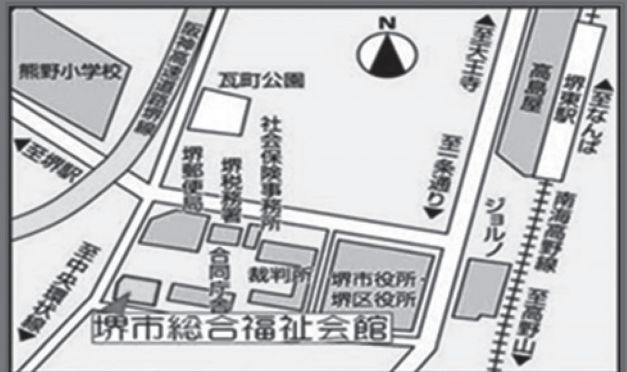 熊野小学校
阪神高速道路堺線
瓦町公園
N
▲至天王寺
高島屋
堺東駅
▲至なんば
◀至堺駅
堺郵便局
堺税務署
社会保険事務所
至一条通り▼
ジョルノ
南海高野線
至高野山▼
至中央環状線▼
合同庁舎
裁判所
堺市役所・
堺区役所
堺市総合福祉会館